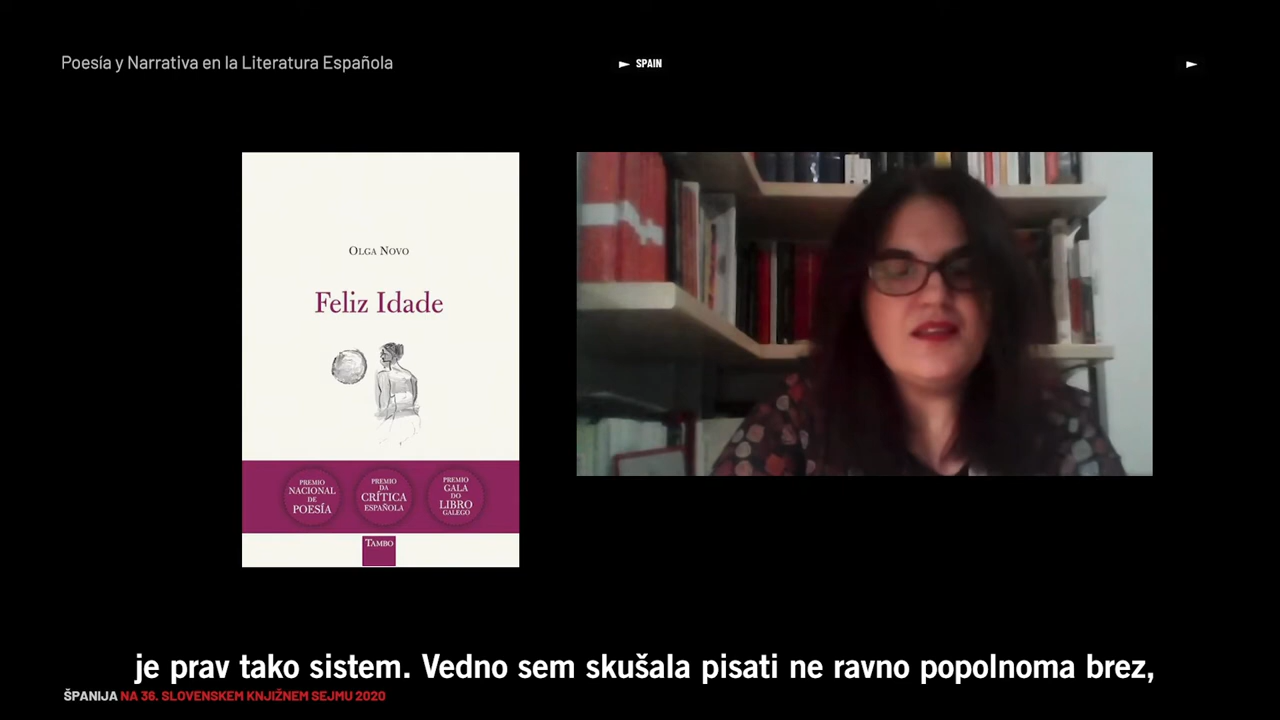 Poesía y Narrativa en la Literatura Española
SPAIN
OLGA NOVO
Feliz Idade
PREMIO
NACIONAL
DE
POESÍA
PREMIO
DA
CRÍTICA
ESPAÑOLA
PREMIO
GALA
DO
LIBRO
GALEGO
TAMBO
je prav tako sistem. Vedno sem skušala pisati ne ravno popolnoma brez,
ŠPANIJA NA 36. SLOVENSKEM KNJIŽNEM SEJMU 2020